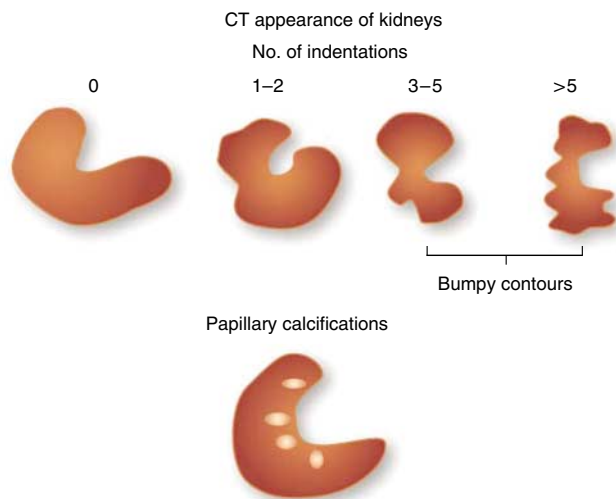 CT appearance of kidneys
No. of indentations
0 1–2 3–5 >5
Bumpy contours
Papillary calcifications